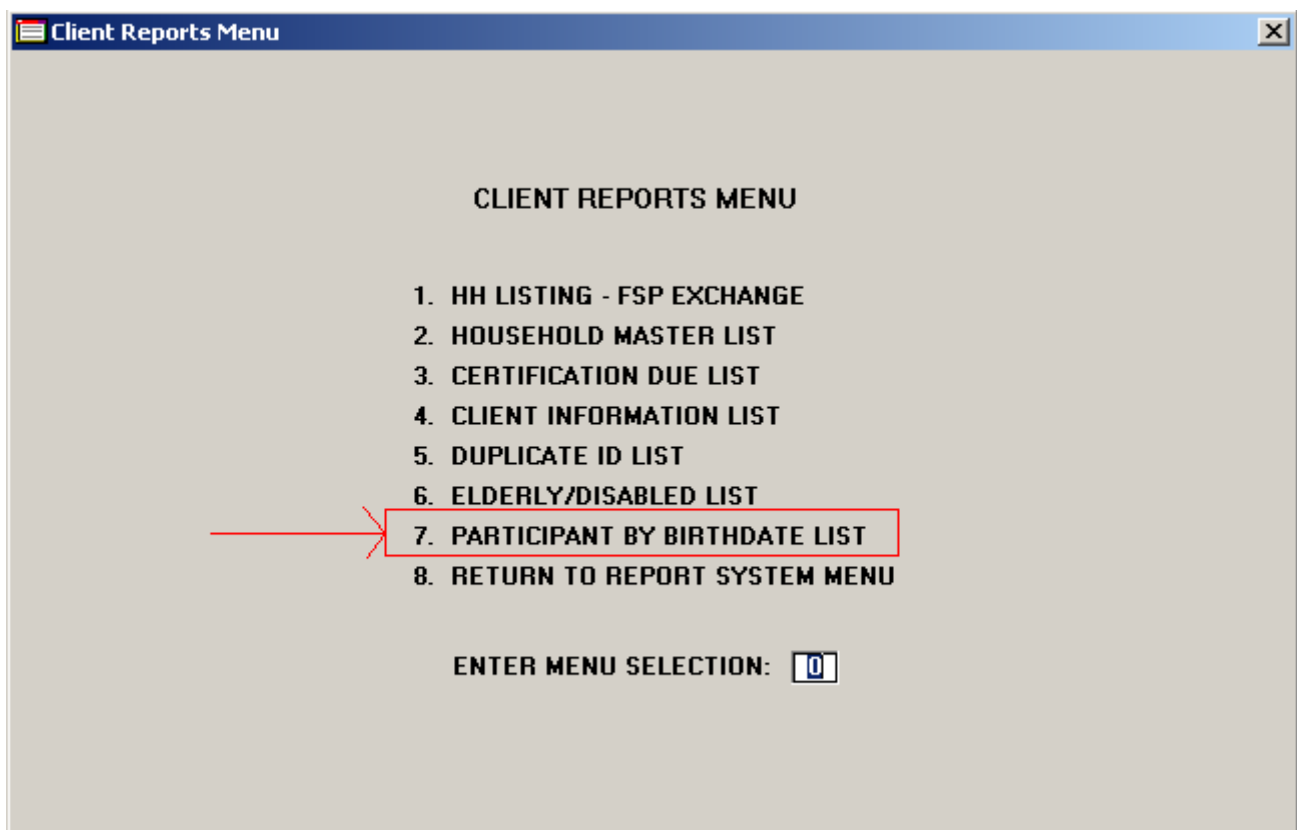 Client Reports Menu
CLIENT REPORTS MENU
1. HH LISTING - FSP EXCHANGE
2. HOUSEHOLD MASTER LIST
3. CERTIFICATION DUE LIST
4. CLIENT INFORMATION LIST
5. DUPLICATE ID LIST
6. ELDERLY/DISABLED LIST
7. PARTICIPANT BY BIRTHDATE LIST
8. RETURN TO REPORT SYSTEM MENU
ENTER MENU SELECTION: 0